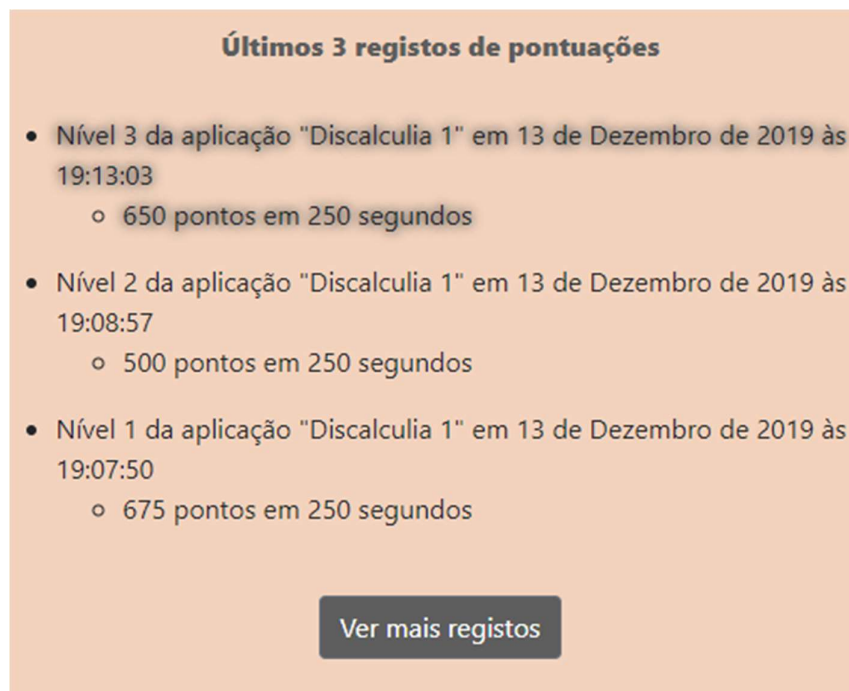 Últimos 3 registos de pontuações
Nível 3 da aplicação "Discalculia 1" em 13 de Dezembro de 2019 às
19:13:03
650 pontos em 250 segundos
Nível 2 da aplicação "Discalculia 1" em 13 de Dezembro de 2019 às
19:08:57
500 pontos em 250 segundos
Nível 1 da aplicação "Discalculia 1" em 13 de Dezembro de 2019 às
19:07:50
675 pontos em 250 segundos
Ver mais registos